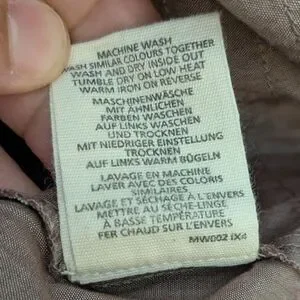 MACHINE WASH
WASH SIMILAR COLOURS TOGETHER
WASH AND DRY INSIDE OUT
TUMBLE DRY ON LOW HEAT
WARM IRON ON REVERSE
MASCHINENWÄSCHE
MIT ÄHNLICHEN
FARBEN WASCHEN
AUF LINKS WASCHEN
UND TROCKNEN
MIT NIEDRIGER EINSTELLUNG
TROCKNEN
AUF LINKS WARM BÜGELN
LAVAGE EN MACHINE
LAVER AVEC DES COLORIS
SIMILAIRES
LAVAGE ET SÉCHAGE À L'ENVERS
METTRE AU SÈCHE-LINGE
À BASSE TEMPÉRATURE
FER CHAUD SUR L'ENVERS
MW002 IX4